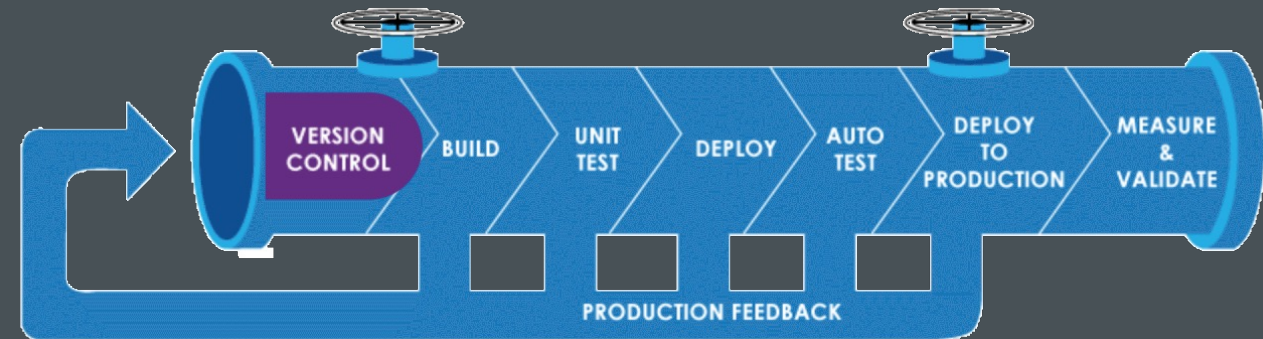 VERSION
CONTROL
BUILD
UNIT
TEST
DEPLOY
AUTO
TEST
DEPLOY
TO
PRODUCTION
MEASURE
&
VALIDATE
PRODUCTION FEEDBACK